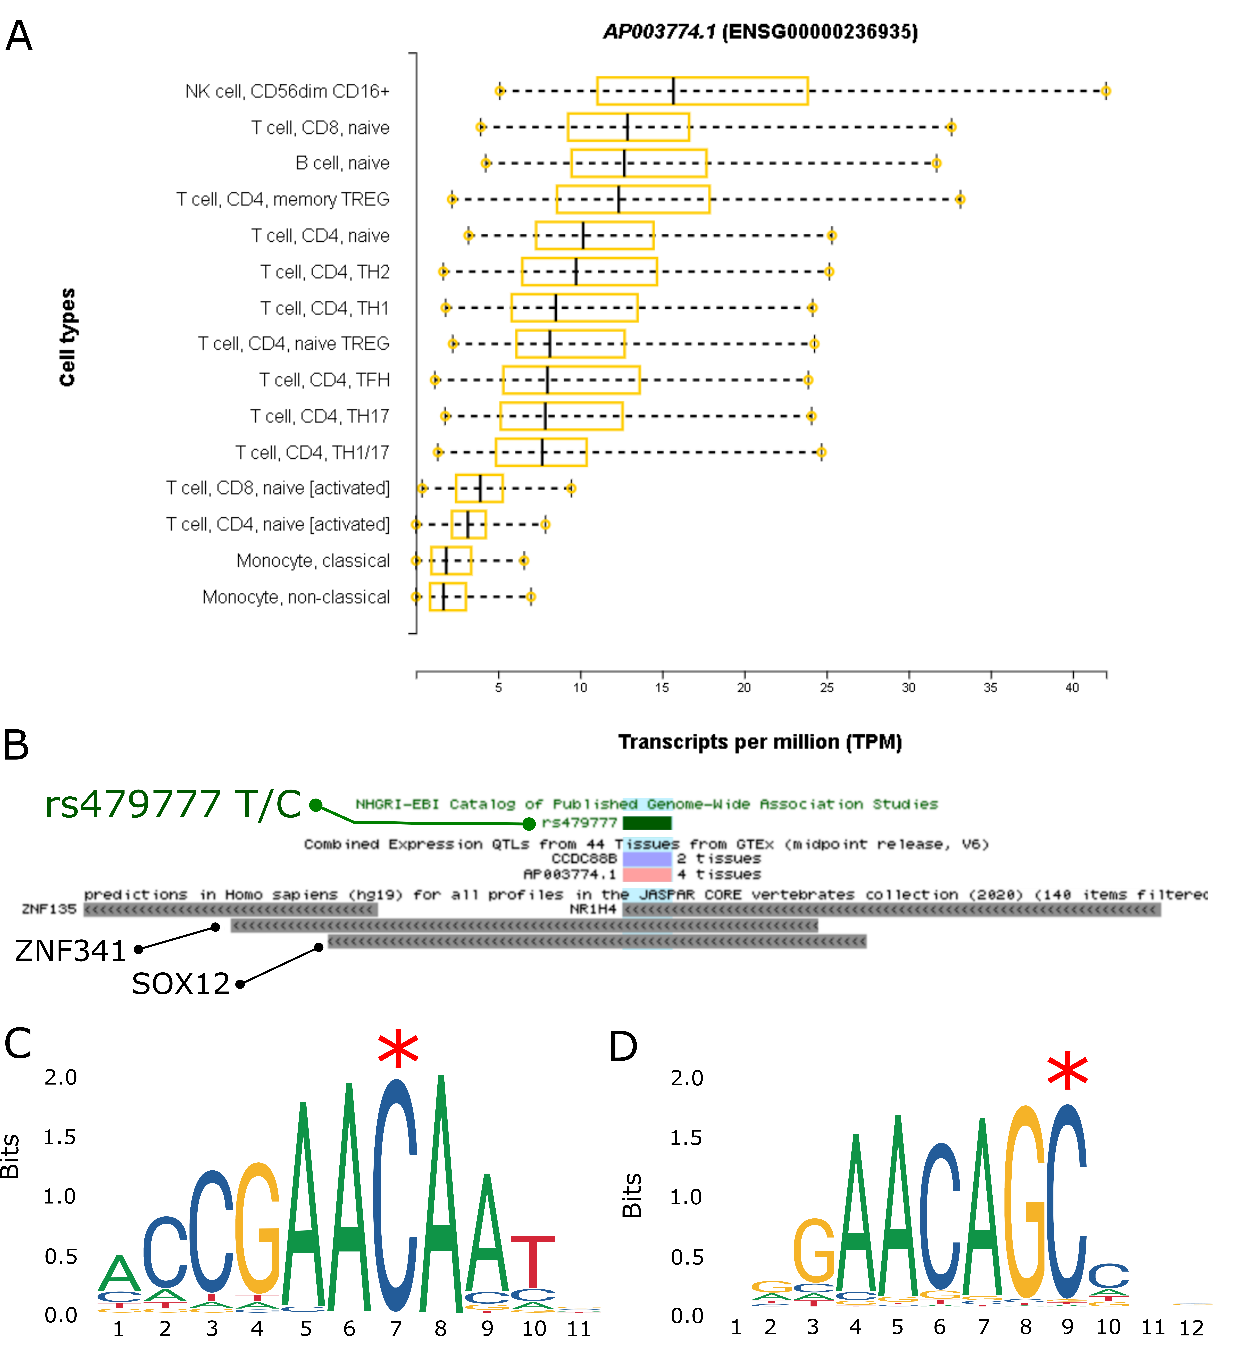 A
AP003774.1 (ENSG00000236935)
NK cell, CD56dim CD16+
T cell, CD8, naive
B cell, naive
T cell, CD4, memory TREG
T cell, CD4, naive
T cell, CD4, TH2
T cell, CD4, TH1
T cell, CD4, naive TREG
T cell, CD4, TFH
T cell, CD4, TH17
T cell, CD4, TH1/17
T cell, CD8, naive [activated]
T cell, CD4, naive [activated]
Monocyte, classical
Monocyte, non-classical
Cell types
5 10 15 20 25 30 35 40
Transcripts per million (TPM)
B
rs479777 T/C
NHGRI-EBI Catalog of Published Genome-Wide Association Studies
rs479777
Combined Expression QTLs from 44 Tissues from GTEx (midpoint release, V6)
CCDC88B 2 tissues
AP003774.1 4 tissues
predictions in Homo sapiens (hg19) for all profiles in the JASPAR CORE vertebrates collection (2020) (140 items filtered
ZNF135 NR1H4
ZNF341
SOX12
C
*
2.0
1.5
1.0
0.5
0.0
Bits
ACCGAACAAT
1 2 3 4 5 6 7 8 9 10 11
D
*
2.0
1.5
1.0
0.5
0.0
Bits
GGAACAGCC
1 2 3 4 5 6 7 8 9 10 11 12